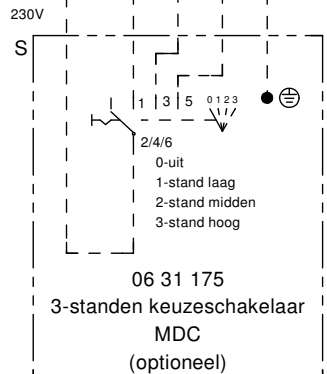 230V
S
1 3 5 0 1 2 3
2/4/6
0-uit
1-stand laag
2-stand midden
3-stand hoog
06 31 175
3-standen keuzeschakelaar
MDC
(optioneel)